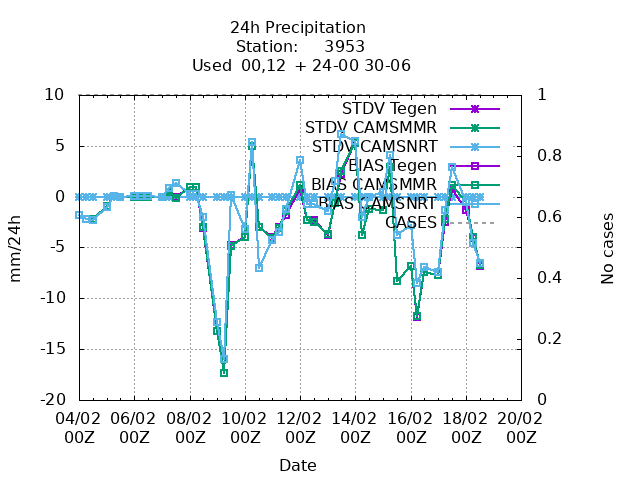 24h Precipitation
Station: 3953
Used 00,12 + 24-00 30-06
10 1
STDV Tegen
STDV CAMSMMR
5
STDV CAMSNRT
0.8
BIAS Tegen
BIAS CAMSMMR
0
BIAS CAMSNRT
0.6
CASES
-5
mm/24h
No cases
0.4
-10
0.2
-15
-20 0
04/02 06/02 08/02 10/02 12/02 14/02 16/02 18/02 20/02
00Z 00Z 00Z 00Z 00Z 00Z 00Z 00Z 00Z
Date